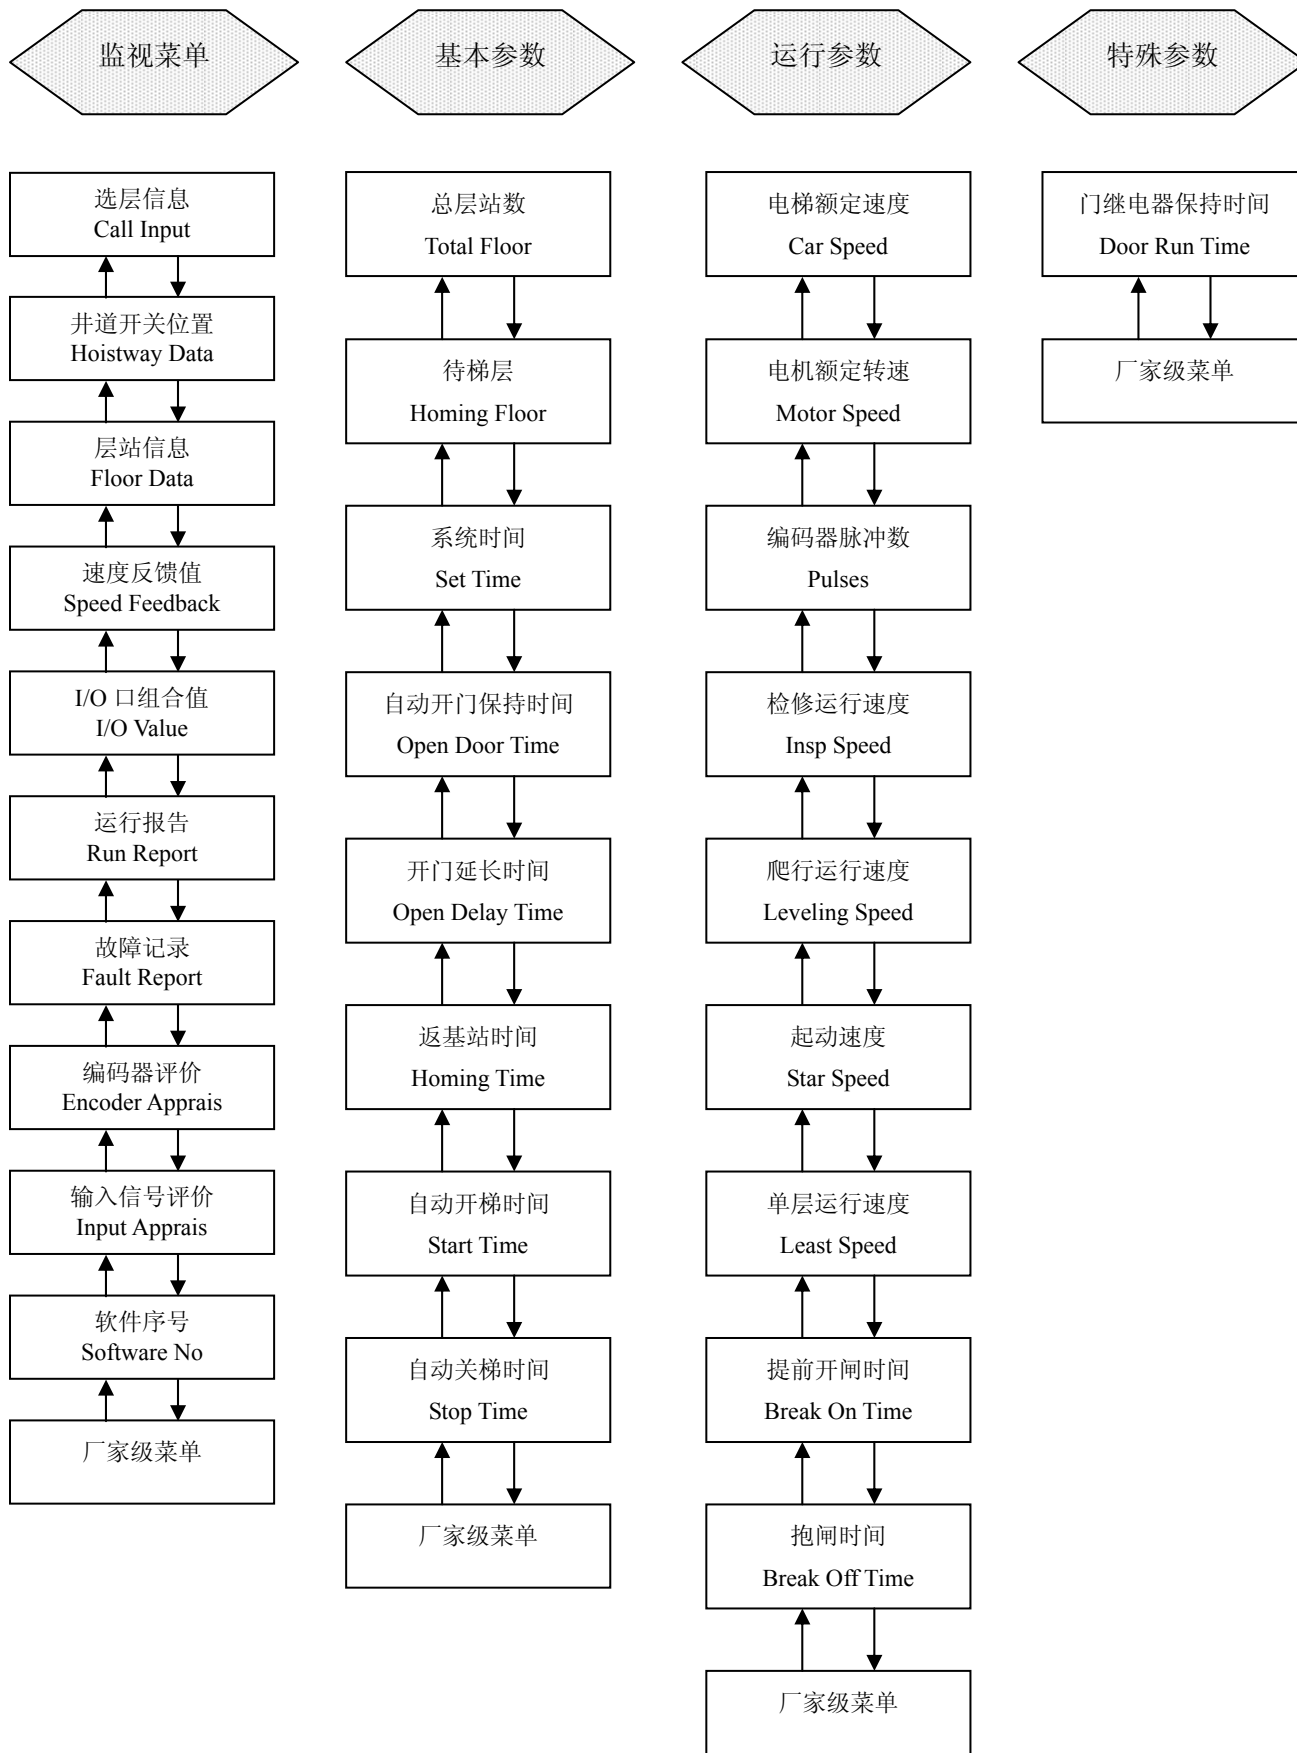 监视菜单
基本参数
运行参数
特殊参数
选层信息
Call Input
井道开关位置
Hoistway Data
层站信息
Floor Data
速度反馈值
Speed Feedback
I/O 口组合值
I/O Value
运行报告
Run Report
故障记录
Fault Report
编码器评价
Encoder Apprais
输入信号评价
Input Apprais
软件序号
Software No
厂家级菜单
总层站数
Total Floor
待梯层
Homing Floor
系统时间
Set Time
自动开门保持时间
Open Door Time
开门延长时间
Open Delay Time
返基站时间
Homing Time
自动开梯时间
Start Time
自动关梯时间
Stop Time
厂家级菜单
电梯额定速度
Car Speed
电机额定转速
Motor Speed
编码器脉冲数
Pulses
检修运行速度
Insp Speed
爬行运行速度
Leveling Speed
起动速度
Star Speed
单层运行速度
Least Speed
提前开闸时间
Break On Time
抱闸时间
Break Off Time
厂家级菜单
门继电器保持时间
Door Run Time
厂家级菜单